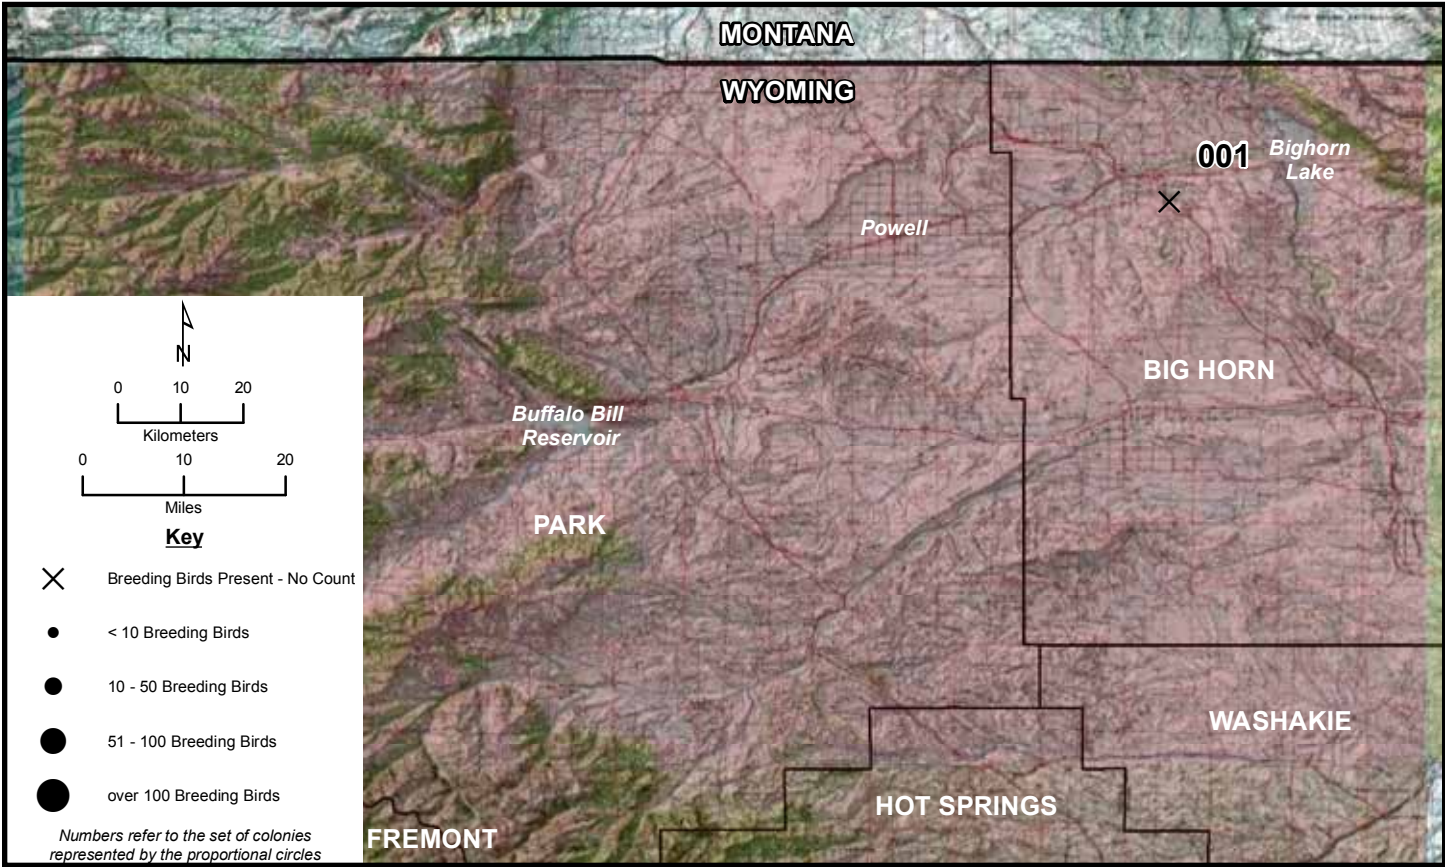 MONTANA
WYOMING
001
Bighorn
Lake
Powell
BIG HORN
Buffalo Bill
Reservoir
PARK
WASHAKIE
HOT SPRINGS
FREMONT
N
0 10 20
Kilometers
0 10 20
Miles
Key
Breeding Birds Present - No Count
< 10 Breeding Birds
10 - 50 Breeding Birds
51 - 100 Breeding Birds
over 100 Breeding Birds
Numbers refer to the set of colonies
represented by the proportional circles